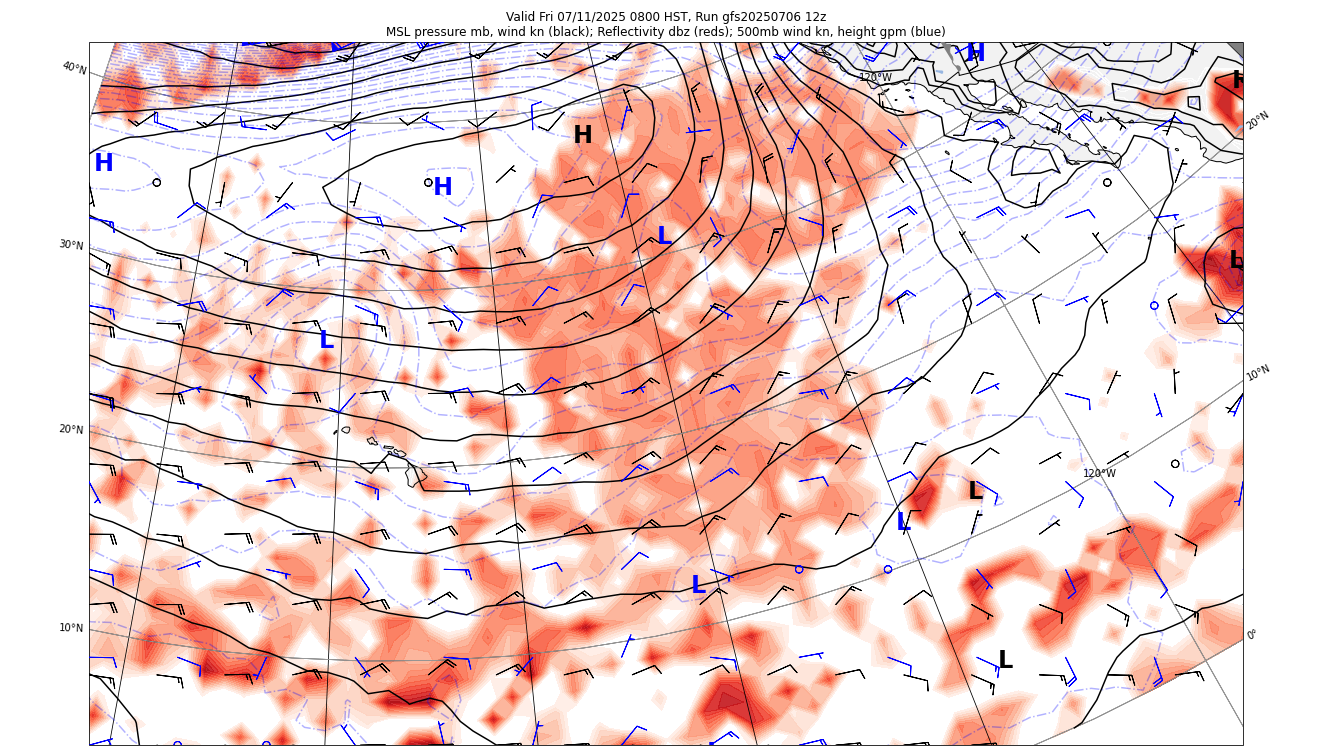 Valid Fri 07/11/2025 0800 HST, Run gfs20250706 12z
MSL pressure mb, wind kn (black); Reflectivity dbz (reds); 500mb wind kn, height gpm (blue)
H
40°N
120°W
H
20°N
H
H
H
L
30°N
L
L
10°N
20°N
120°W
L
L
L
10°N
0°
L